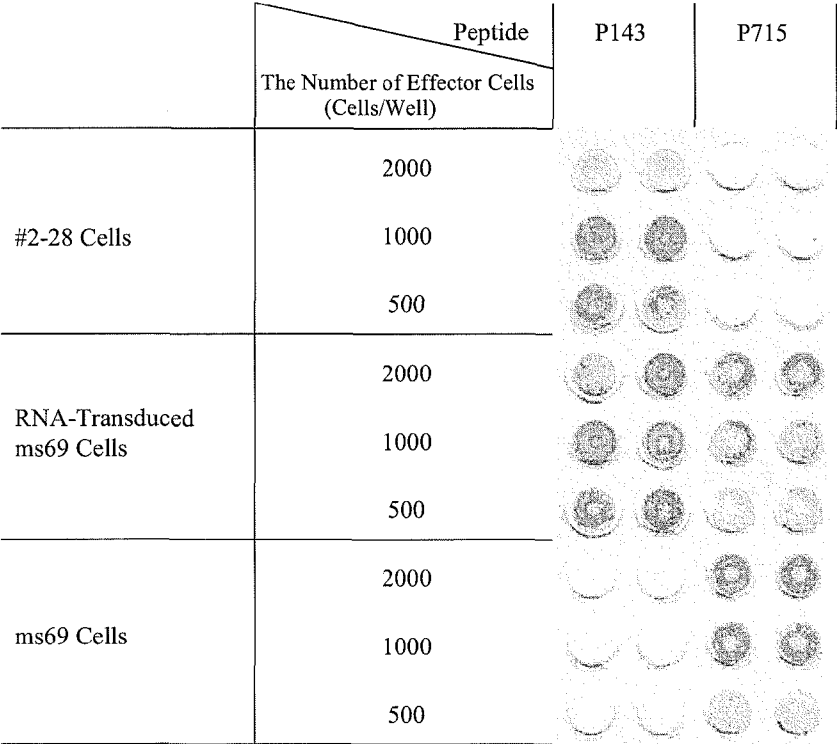 Peptide
P143
P715
The Number of Effector Cells
(Cells/Well)
#2-28 Cells
2000
1000
500
RNA-Transduced
ms69 Cells
2000
1000
500
ms69 Cells
2000
1000
500